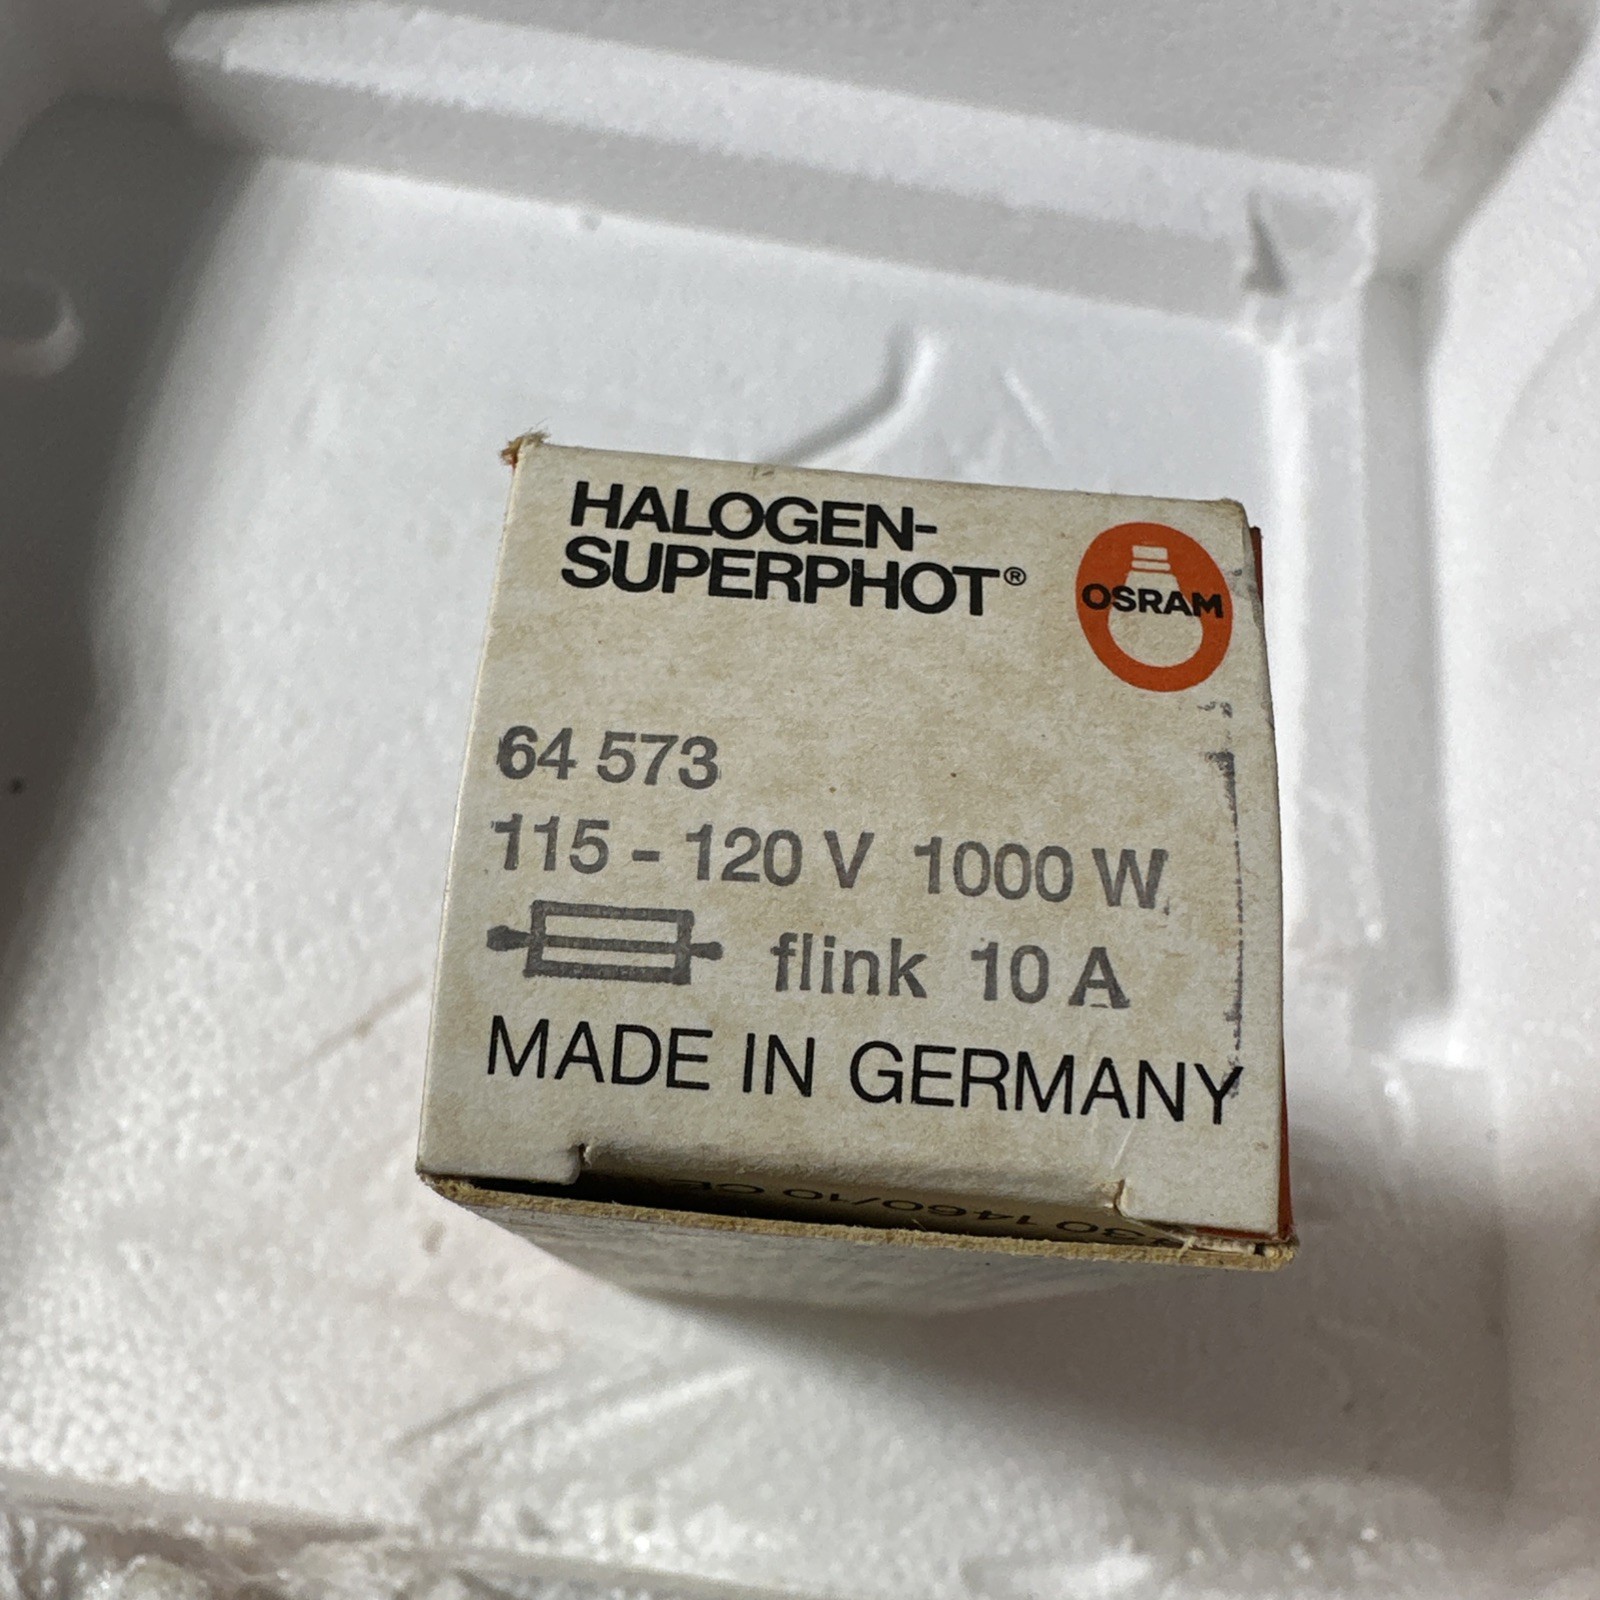 HALOGEN-
SUPERPHOT®
OSRAM
64 573
115 - 120 V 1000 W
flink 10 A
MADE IN GERMANY